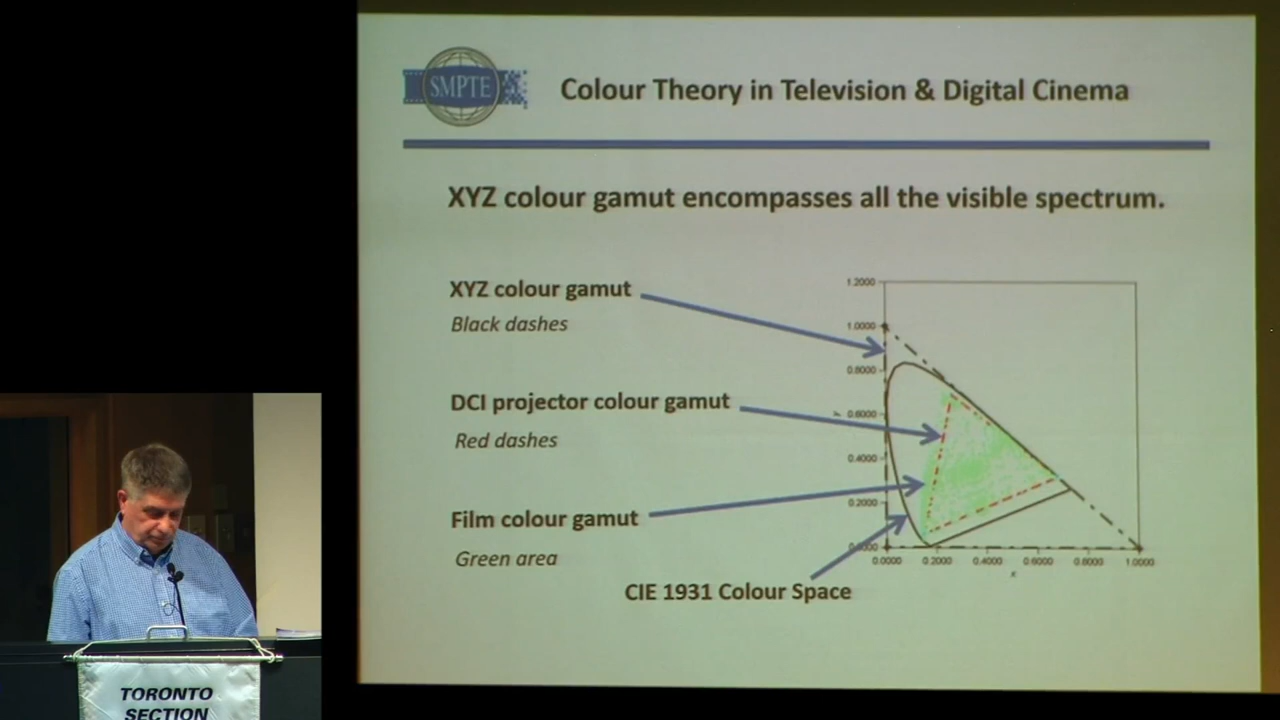 SMPTE
Colour Theory in Television & Digital Cinema
XYZ colour gamut encompasses all the visible spectrum.
XYZ colour gamut
Black dashes
DCI projector colour gamut
Red dashes
Film colour gamut
Green area
CIE 1931 Colour Space
1.2000
1.0000
0.8000
0.6000
0.4000
0.2000
0.0000
y
0.0000 0.2000 0.4000 0.6000 0.8000 1.0000
x
TORONTO
SECTION